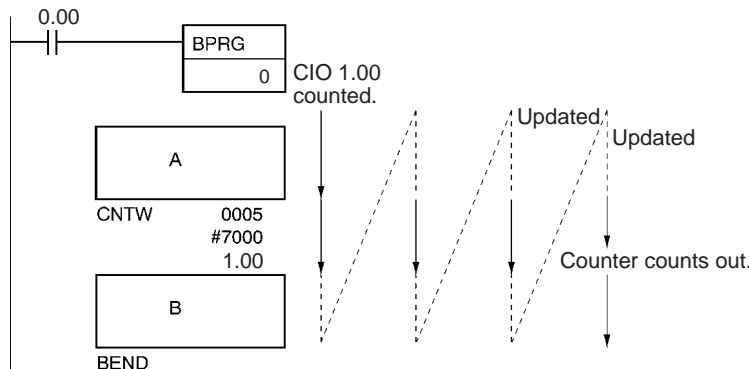 0.00
BPRG
0
CIO 1.00
counted.
Updated
Updated
A
CNTW 0005
#7000
1.00
Counter counts out.
B
BEND